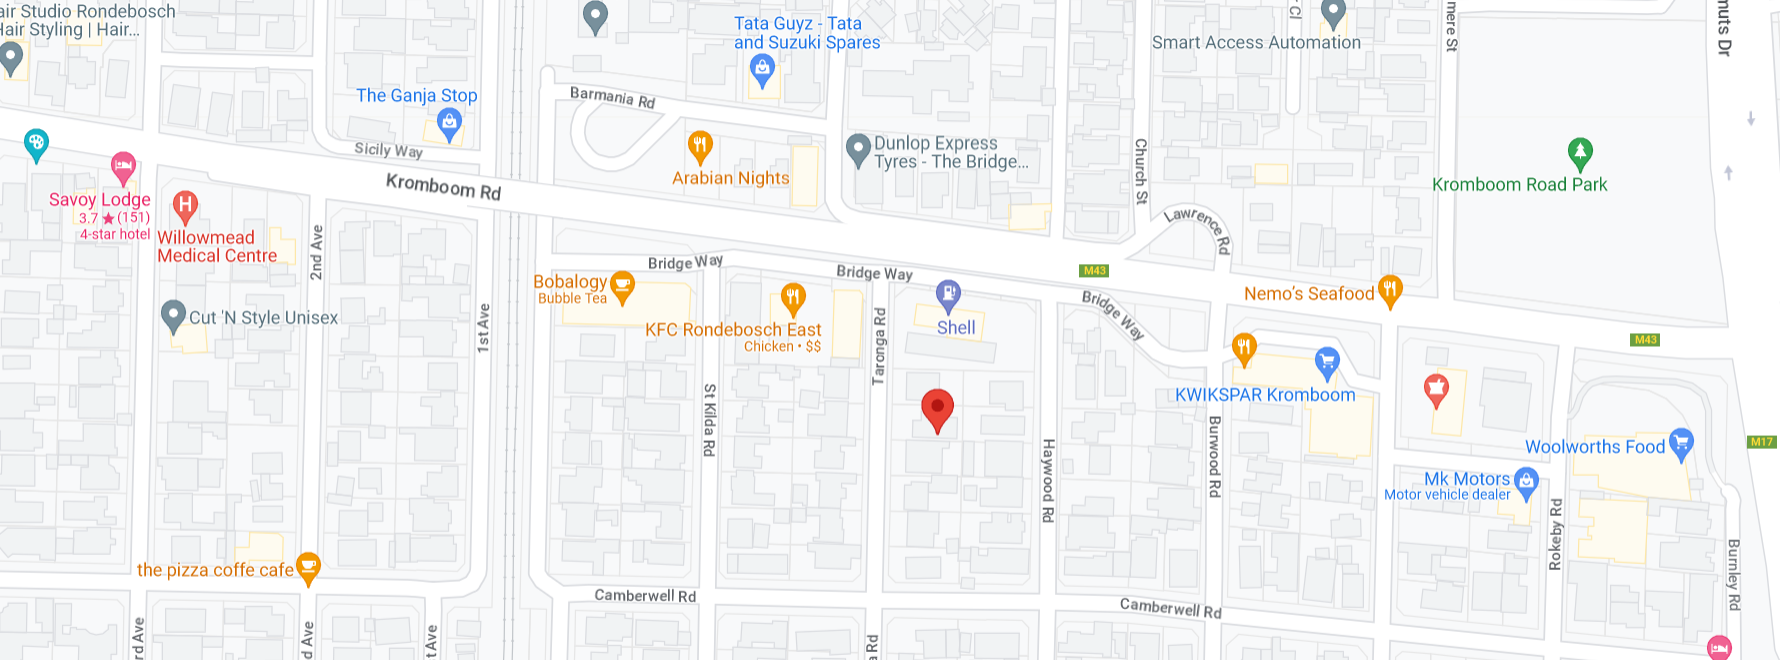 air Studio Rondebosch
Hair Styling | Hair...
Tata Guyz - Tata
and Suzuki Spares
Smart Access Automation
mere St
muts Dr
Cl
The Ganja Stop
Barmania Rd
Sicily Way
Dunlop Express
Tyres - The Bridge...
Arabian Nights
Kromboom Rd
Church St
Kromboom Road Park
Savoy Lodge
3.7 ★ (151)
4-star hotel
H
Willowmead
Medical Centre
2nd Ave
Lawrence Rd
Bridge Way
Bridge Way
M43
Bobalogy
Bubble Tea
Nemo's Seafood
Bridge Way
Cut 'N Style Unisex
1st Ave
KFC Rondebosch East
Chicken • $$
Taronga Rd
Shell
M43
KWIKSPAR Kromboom
St Kilda Rd
Haywood Rd
Burwood Rd
Woolworths Food
M17
Mk Motors
Motor vehicle dealer
Rokeby Rd
Burnley Rd
the pizza coffe cafe
Camberwell Rd
Camberwell Rd
rd Ave
d Ave
t Ave
a Rd